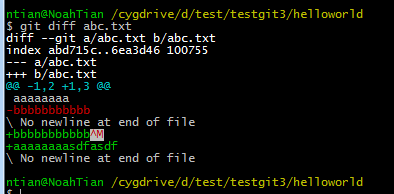 ntian@NoahTian /cygdrive/d/test/testgit3/helloworld
$ git diff abc.txt
diff --git a/abc.txt b/abc.txt
index abd715c..6ea3d46 100755
--- a/abc.txt
+++ b/abc.txt
@@ -1,2 +1,3 @@
 aaaaaaaa
-bbbbbbbbbbb
\ No newline at end of file
+bbbbbbbbbbb^M
+aaaaaaaasdfasdf
\ No newline at end of file
ntian@NoahTian /cygdrive/d/test/testgit3/helloworld